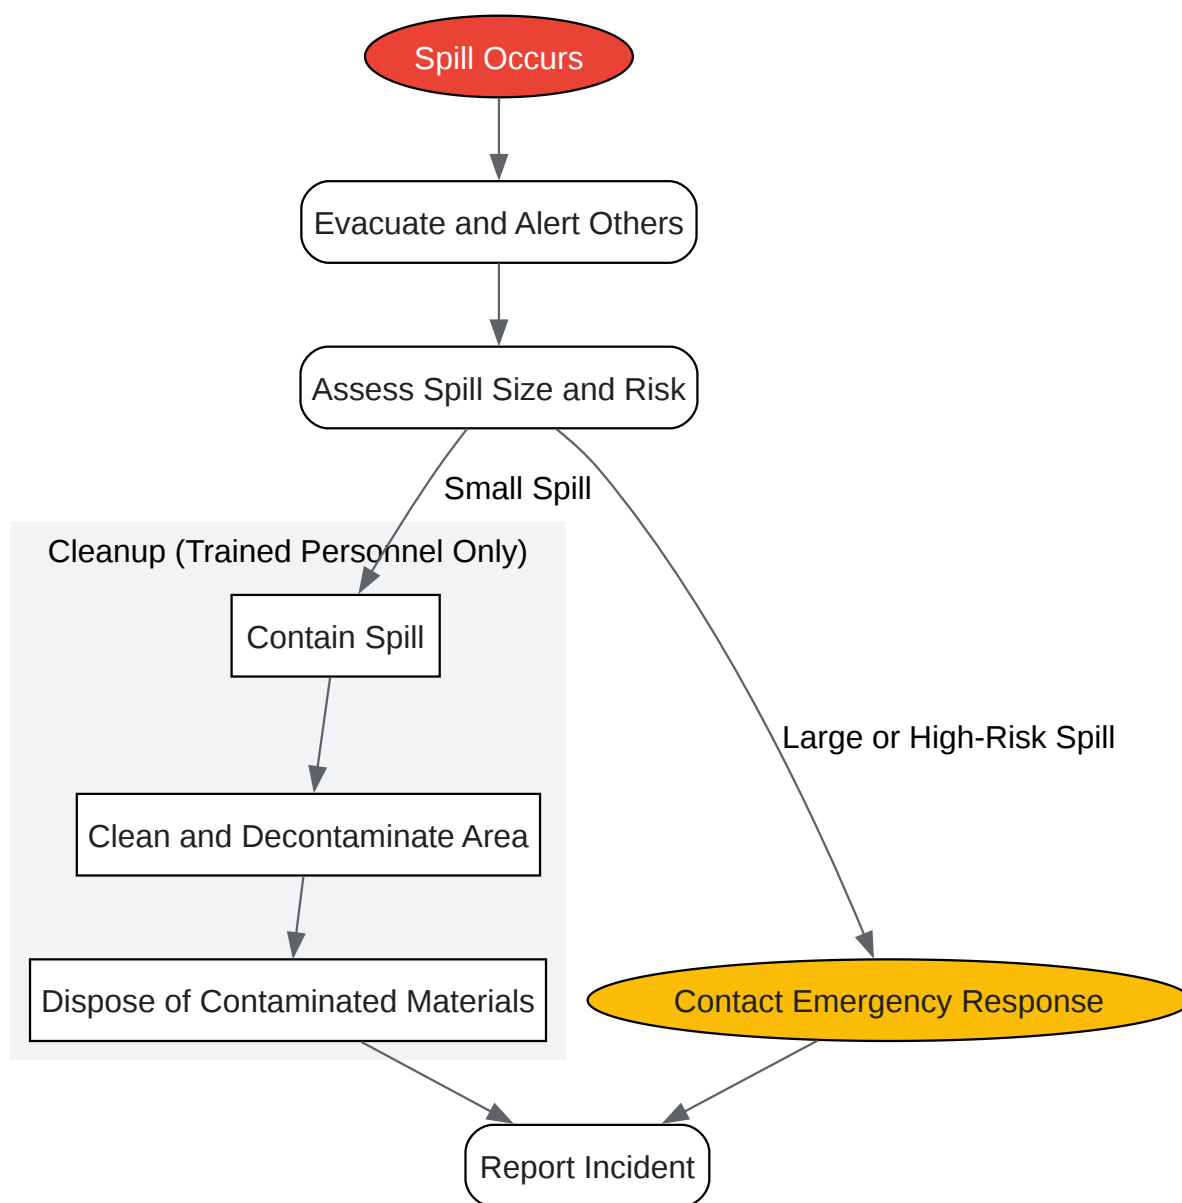 Spill Occurs
Evacuate and Alert Others
Assess Spill Size and Risk
Small Spill
Cleanup (Trained Personnel Only)
Contain Spill
Large or High-Risk Spill
Clean and Decontaminate Area
Dispose of Contaminated Materials
Contact Emergency Response
Report Incident